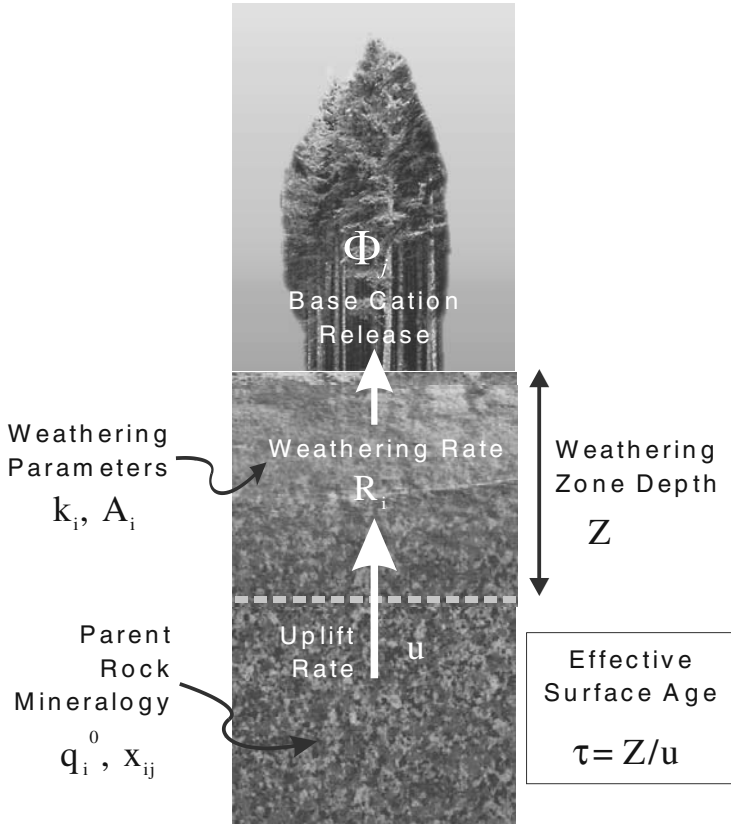 Φj
Base Cation
Release
Weathering
Parameters
ki, Ai
Weathering Rate
Ri
Weathering
Zone Depth
Z
Parent
Rock
Mineralogy
qi0, xij
Uplift
Rate
u
Effective
Surface Age
τ= Z/u